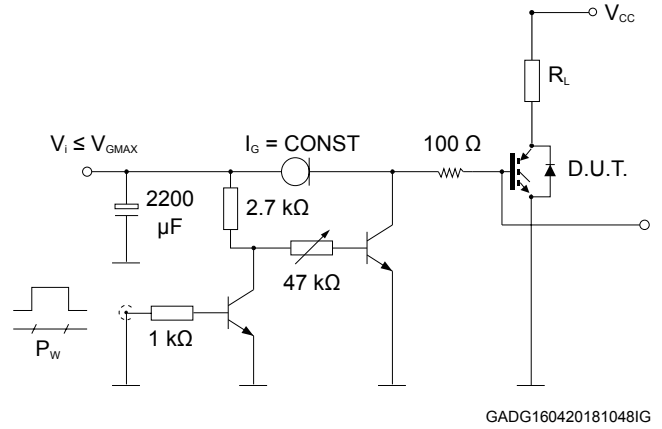 V_CC
R_L
V_i ≤ V_GMAX
I_G = CONST
100 Ω
D.U.T.
2200
µF
2.7 kΩ
47 kΩ
1 kΩ
P_W
GADG160420181048IG